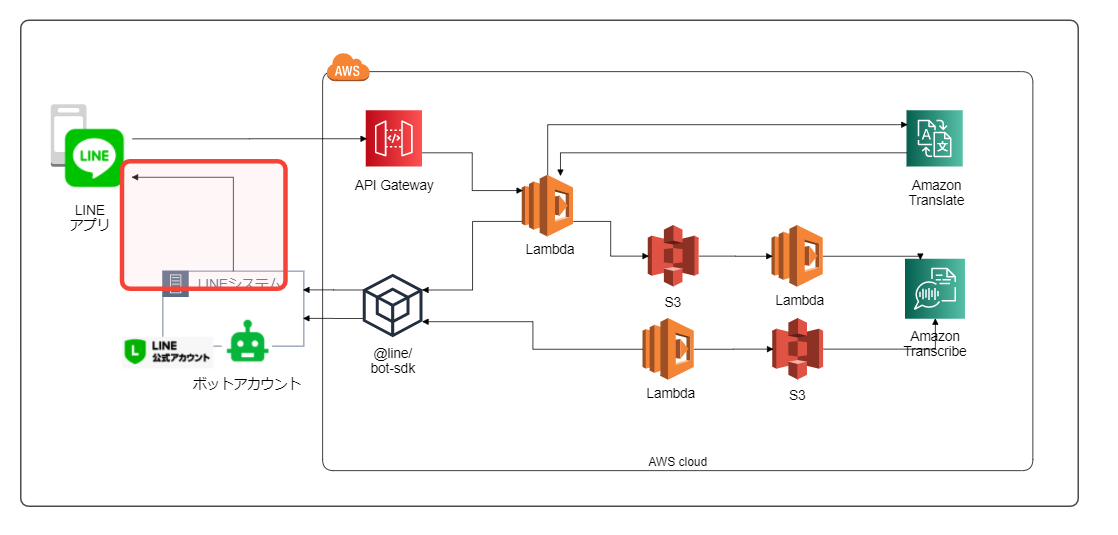 AWS
LINE
LINE
アプリ
API Gateway
Lambda
Amazon
Translate
S3
Lambda
Amazon
Transcribe
LINEシステム
LINE
公式アカウント
ボットアカウント
@line/
bot-sdk
Lambda
S3
AWS cloud